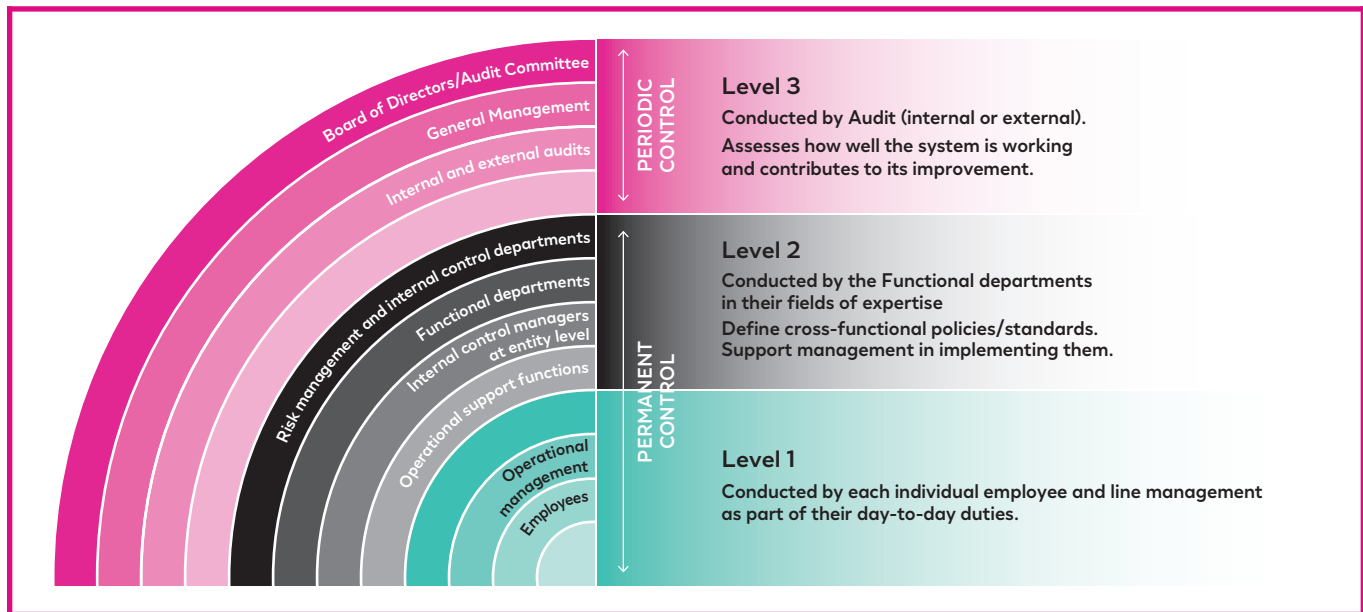 Board of Directors/Audit Committee
General Management
Internal and external audits
Risk management and internal control departments
Functional departments
Internal control managers
at entity level
Operational support functions
Operational
management
Employees
PERIODIC
CONTROL
PERMANENT
CONTROL
Level 3
Conducted by Audit (internal or external).
Assesses how well the system is working
and contributes to its improvement.
Level 2
Conducted by the Functional departments
in their fields of expertise
Define cross-functional policies/standards.
Support management in implementing them.
Level 1
Conducted by each individual employee and line management
as part of their day-to-day duties.